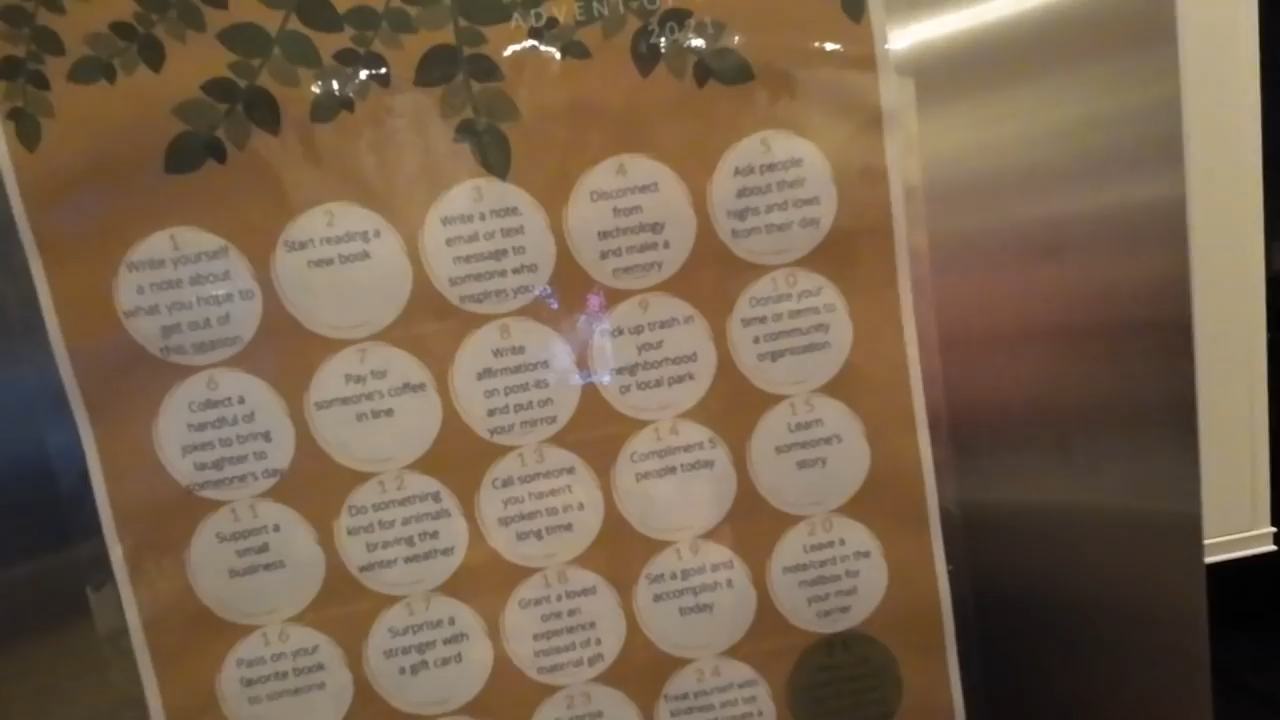 ADVENT
2021
1
Write yourself
a note about
what you hope to
get out of
this season
2
Start reading a
new book
3
Write a note,
email or text
message to
someone who
inspires you
4
Disconnect
from
technology
and make a
memory
5
Ask people
about their
highs and lows
from their day
6
Collect a
handful of
jokes to bring
laughter to
someone's day
7
Pay for
someone's coffee
in line
8
Write
affirmations
on post-its
and put on
your mirror
9
ck up trash in
your
neighborhood
or local park
10
Donate your
time or items to
a community
organization
11
Support a
small
business
12
Do something
kind for animals
braving the
winter weather
13
Call someone
you haven't
spoken to in a
long time
14
Compliment 5
people today
15
Learn
someone's
story
16
Pass on your
favorite book
to someone
17
Surprise a
stranger with
a gift card
18
Grant a loved
one an
experience
instead of a
material gift
19
Set a goal and
accomplish it
today
20
Leave a
note/card in the
mailbox for
your mail
carrier
23
Surprise
24
Treat yourself with
kindness and